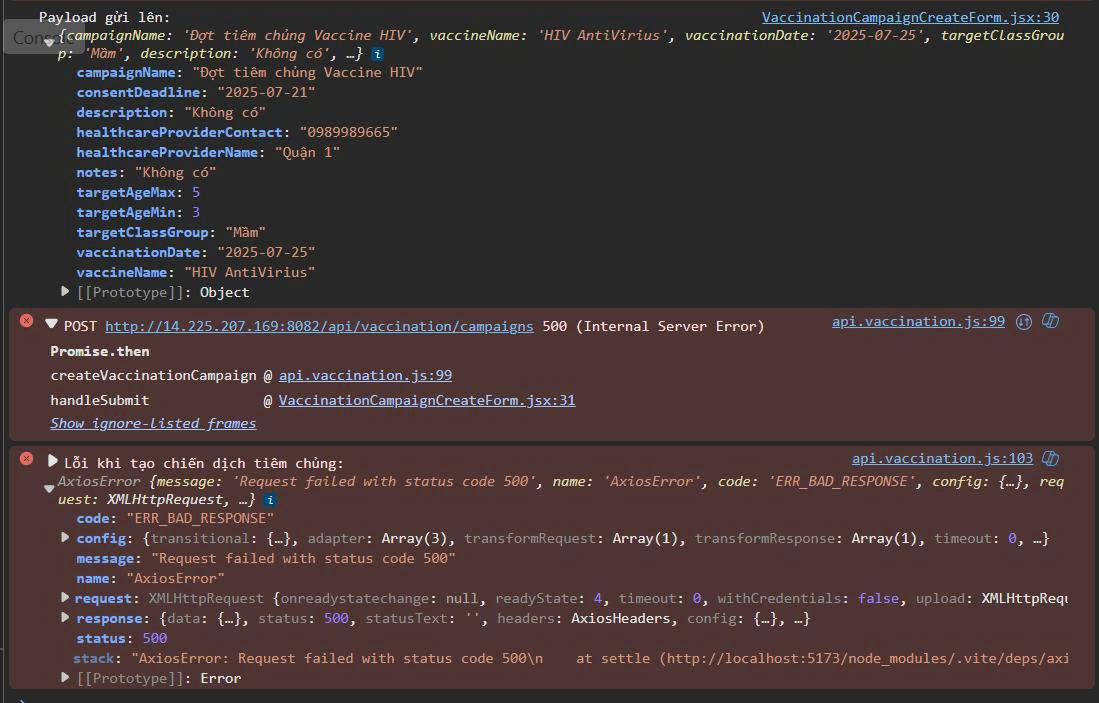 Payload gửi lên: VaccinationCampaignCreateForm.jsx:30
Console
{campaignName: 'Đợt tiêm chủng Vaccine HIV', vaccineName: 'HIV AntiVirius', vaccinationDate: '2025-07-25', targetClassGrou
p: 'Mầm', description: 'Không có', …} i
campaignName: "Đợt tiêm chủng Vaccine HIV"
consentDeadline: "2025-07-21"
description: "Không có"
healthcareProviderContact: "0989989665"
healthcareProviderName: "Quận 1"
notes: "Không có"
targetAgeMax: 5
targetAgeMin: 3
targetClassGroup: "Mầm"
vaccinationDate: "2025-07-25"
vaccineName: "HIV AntiVirius"
[[Prototype]]: Object
POST http://14.225.207.169:8082/api/vaccination/campaigns 500 (Internal Server Error) api.vaccination.js:99
Promise.then
createVaccinationCampaign @ api.vaccination.js:99
handleSubmit @ VaccinationCampaignCreateForm.jsx:31
Show ignore-listed frames
Lỗi khi tạo chiến dịch tiêm chủng: api.vaccination.js:103
AxiosError {message: 'Request failed with status code 500', name: 'AxiosError', code: 'ERR_BAD_RESPONSE', config: {…}, req
uest: XMLHttpRequest, …} i
code: "ERR_BAD_RESPONSE"
config: {transitional: {…}, adapter: Array(3), transformRequest: Array(1), transformResponse: Array(1), timeout: 0, …}
message: "Request failed with status code 500"
name: "AxiosError"
request: XMLHttpRequest {onreadystatechange: null, readyState: 4, timeout: 0, withCredentials: false, upload: XMLHttpRequ
response: {data: {…}, status: 500, statusText: '', headers: AxiosHeaders, config: {…}, …}
status: 500
stack: "AxiosError: Request failed with status code 500\n    at settle (http://localhost:5173/node_modules/.vite/deps/axi
[[Prototype]]: Error